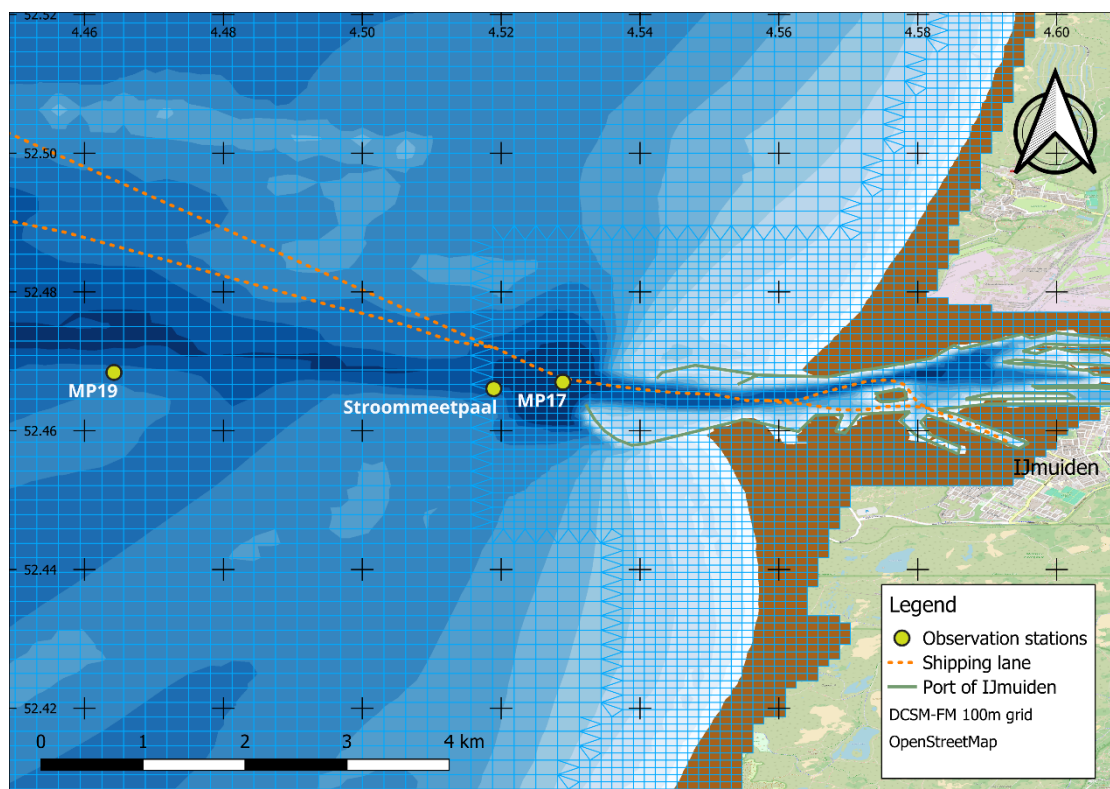 52.52
4.46
4.48
4.50
4.52
4.54
4.56
4.58
4.60
52.50
52.48
MP19
Stroommeetpaal
MP17
52.46
IJmuiden
52.44
Legend
Observation stations
Shipping lane
Port of IJmuiden
DCSM-FM 100m grid
OpenStreetMap
52.42
0 1 2 3 4 km